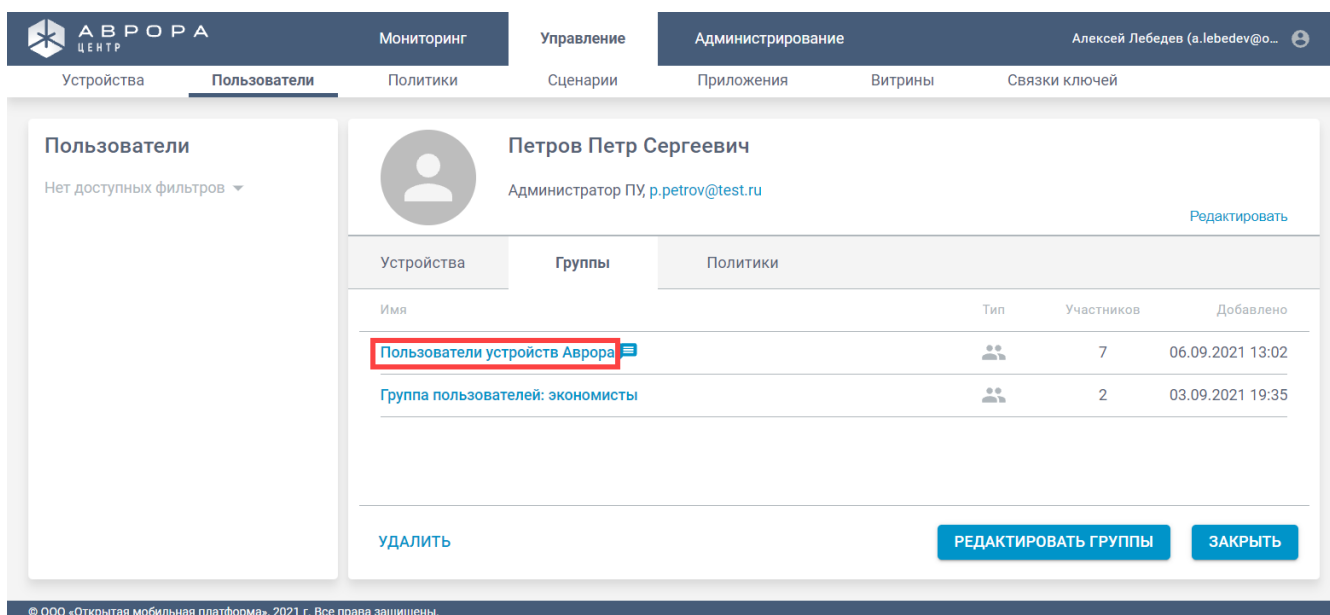 АВРОРА
ЦЕНТР
Мониторинг
Управление
Администрирование
Алексей Лебедев (a.lebedev@o...
Устройства
Пользователи
Политики
Сценарии
Приложения
Витрины
Связки ключей
Пользователи
Нет доступных фильтров
Петров Петр Сергеевич
Администратор ПУ, p.petrov@test.ru
Редактировать
Устройства
Группы
Политики
Имя
Тип
Участников
Добавлено
Пользователи устройств Аврора
7
06.09.2021 13:02
Группа пользователей: экономисты
2
03.09.2021 19:35
УДАЛИТЬ
РЕДАКТИРОВАТЬ ГРУППЫ
ЗАКРЫТЬ
© ООО «Открытая мобильная платформа», 2021 г. Все права защищены.